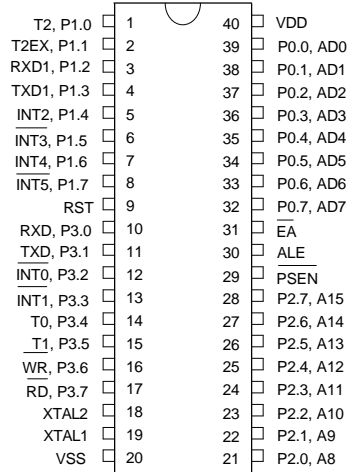 T2, P1.0 1 40 VDD
T2EX, P1.1 2 39 P0.0, AD0
RXD1, P1.2 3 38 P0.1, AD1
TXD1, P1.3 4 37 P0.2, AD2
INT2, P1.4 5 36 P0.3, AD3
INT3, P1.5 6 35 P0.4, AD4
INT4, P1.6 7 34 P0.5, AD5
INT5, P1.7 8 33 P0.6, AD6
RST 9 32 P0.7, AD7
RXD, P3.0 10 31 EA
TXD, P3.1 11 30 ALE
INT0, P3.2 12 29 PSEN
INT1, P3.3 13 28 P2.7, A15
T0, P3.4 14 27 P2.6, A14
T1, P3.5 15 26 P2.5, A13
WR, P3.6 16 25 P2.4, A12
RD, P3.7 17 24 P2.3, A11
XTAL2 18 23 P2.2, A10
XTAL1 19 22 P2.1, A9
VSS 20 21 P2.0, A8